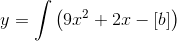 y = ∫ (9x² + 2x − [b])